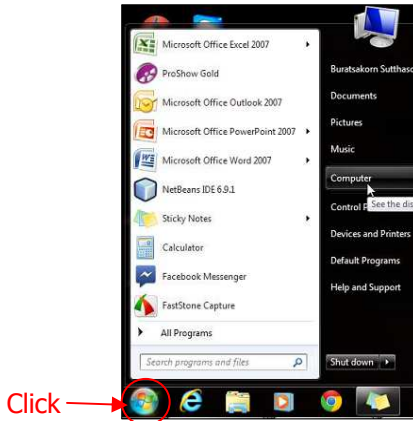 Microsoft Office Excel 2007
ProShow Gold
Microsoft Office Outlook 2007
Microsoft Office PowerPoint 2007
Microsoft Office Word 2007
NetBeans IDE 6.9.1
Sticky Notes
Calculator
Facebook Messenger
FastStone Capture
All Programs
Search programs and files
Buratsakorn Sutthasc
Documents
Pictures
Music
Computer
Control P
See the dis
Devices and Printers
Default Programs
Help and Support
Shut down
Click